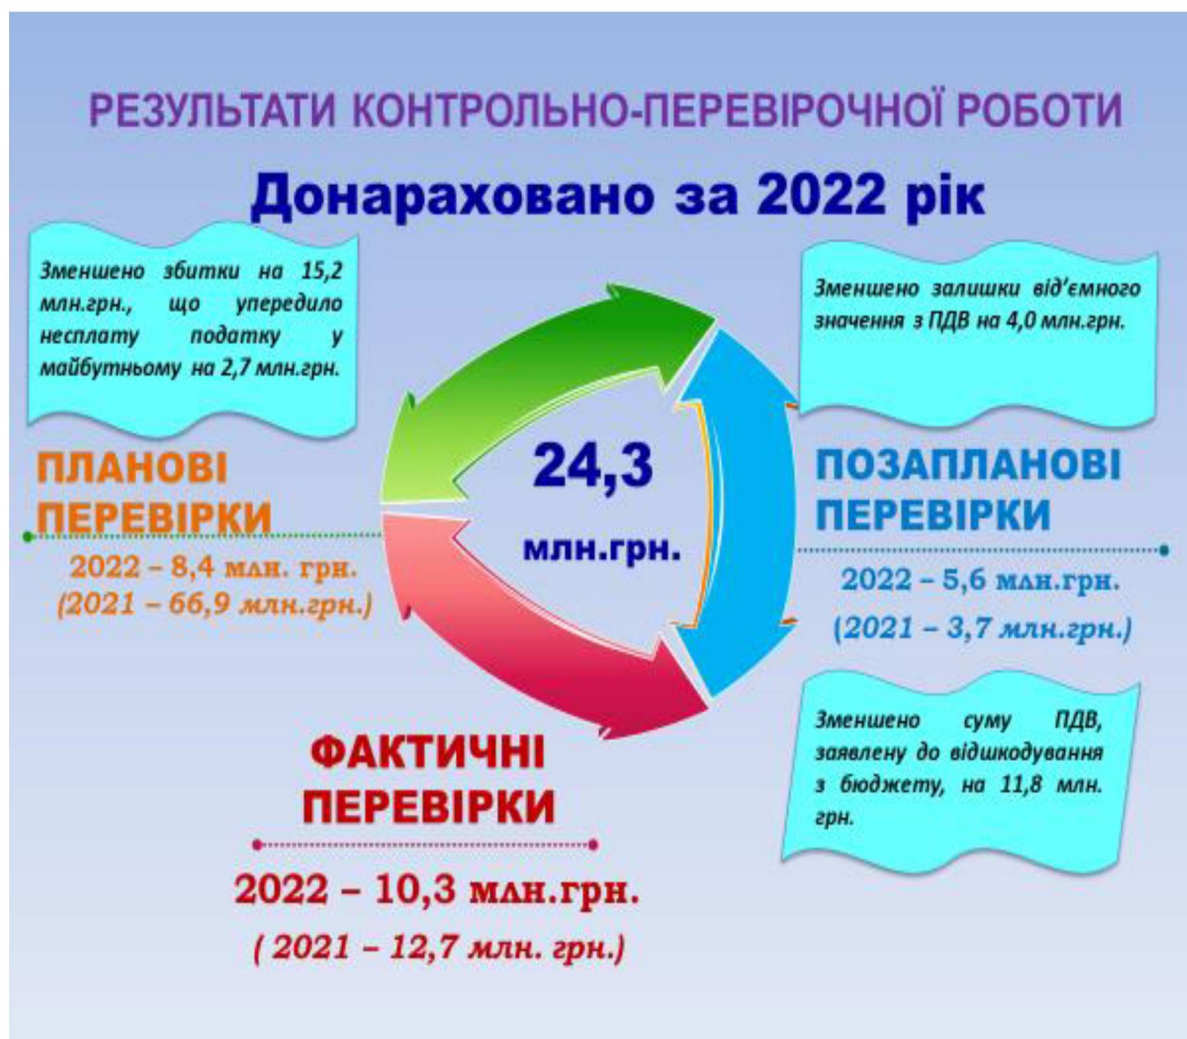 РЕЗУЛЬТАТИ КОНТРОЛЬНО-ПЕРЕВІРОЧНОЇ РОБОТИ
Донараховано за 2022 рік
Зменшено збитки на 15,2
млн.грн., що упередило
несплату податку у
майбутньому на 2,7 млн.грн.
ПЛАНОВІ
ПЕРЕВІРКИ
2022 – 8,4 млн. грн.
(2021 – 66,9 млн.грн.)
24,3
млн.грн.
Зменшено залишки від’ємного
значення з ПДВ на 4,0 млн.грн.
ПОЗАПЛАНОВІ
ПЕРЕВІРКИ
2022 – 5,6 млн.грн.
(2021 – 3,7 млн.грн.)
Зменшено суму ПДВ,
заявлену до відшкодування
з бюджету, на 11,8 млн.
грн.
ФАКТИЧНІ
ПЕРЕВІРКИ
2022 – 10,3 млн.грн.
( 2021 – 12,7 млн. грн.)